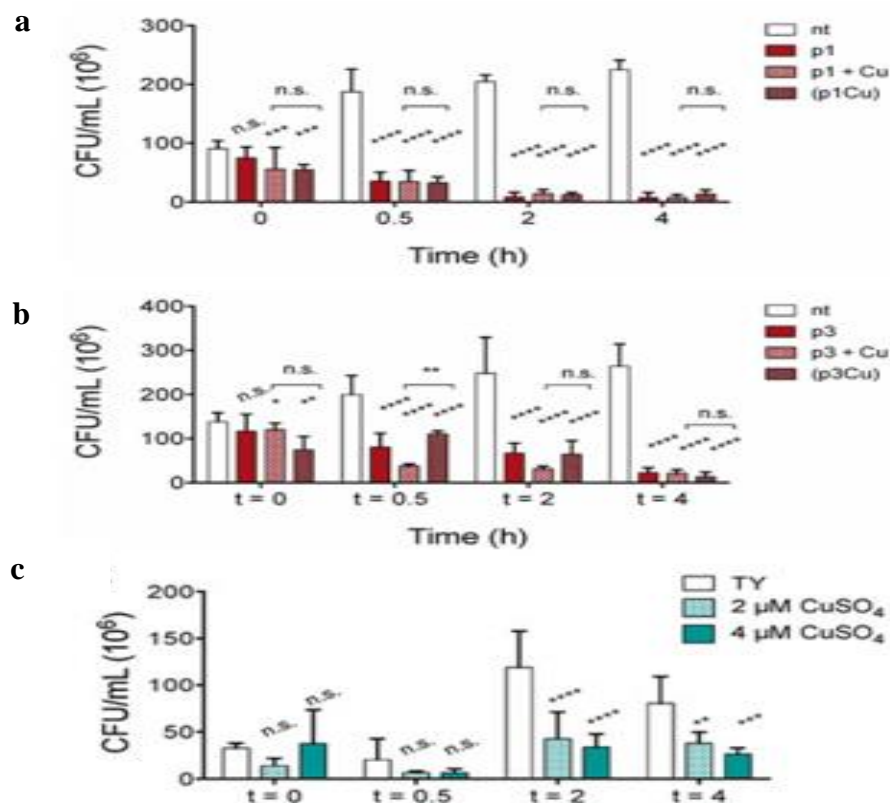 a
CFU/mL (10⁶)
300
200
100
0
nt
p1
p1 + Cu
(p1Cu)
n.s. **** ***
n.s.
**** **** ****
n.s.
**** **** ****
n.s.
**** **** ****
n.s.
0 0.5 2 4
Time (h)
b
CFU/mL (10⁶)
400
300
200
100
0
nt
p3
p3 + Cu
(p3Cu)
n.s. * **
n.s.
**** **** ****
**
**** **** ****
n.s.
**** **** ****
n.s.
t = 0 t = 0.5 t = 2 t = 4
Time (h)
c
CFU/mL (10⁶)
200
150
100
50
0
TY
2 µM CuSO₄
4 µM CuSO₄
n.s. n.s.
n.s. n.s.
**** ****
** ***
t = 0 t = 0.5 t = 2 t = 4